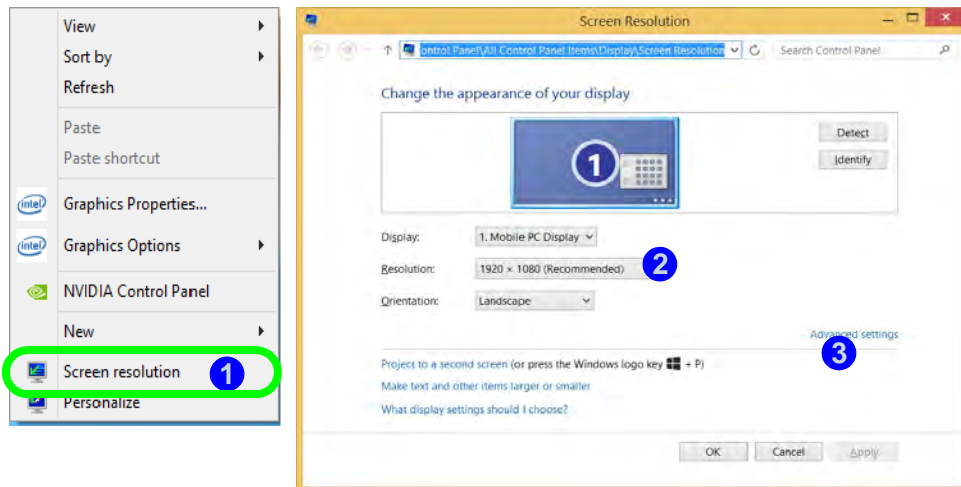 View
Sort by
Refresh
Paste
Paste shortcut
intel
Graphics Properties...
intel
Graphics Options
NVIDIA Control Panel
New
Screen resolution 1
Personalize
Screen Resolution
ontrol Panel\All Control Panel Items\Display\Screen Resolution Search Control Panel
Change the appearance of your display
1
Detect
Identify
Display: 1. Mobile PC Display
Resolution: 1920 × 1080 (Recommended) 2
Orientation: Landscape
Advanced settings
3
Project to a second screen (or press the Windows logo key + P)
Make text and other items larger or smaller
What display settings should I choose?
OK Cancel Apply